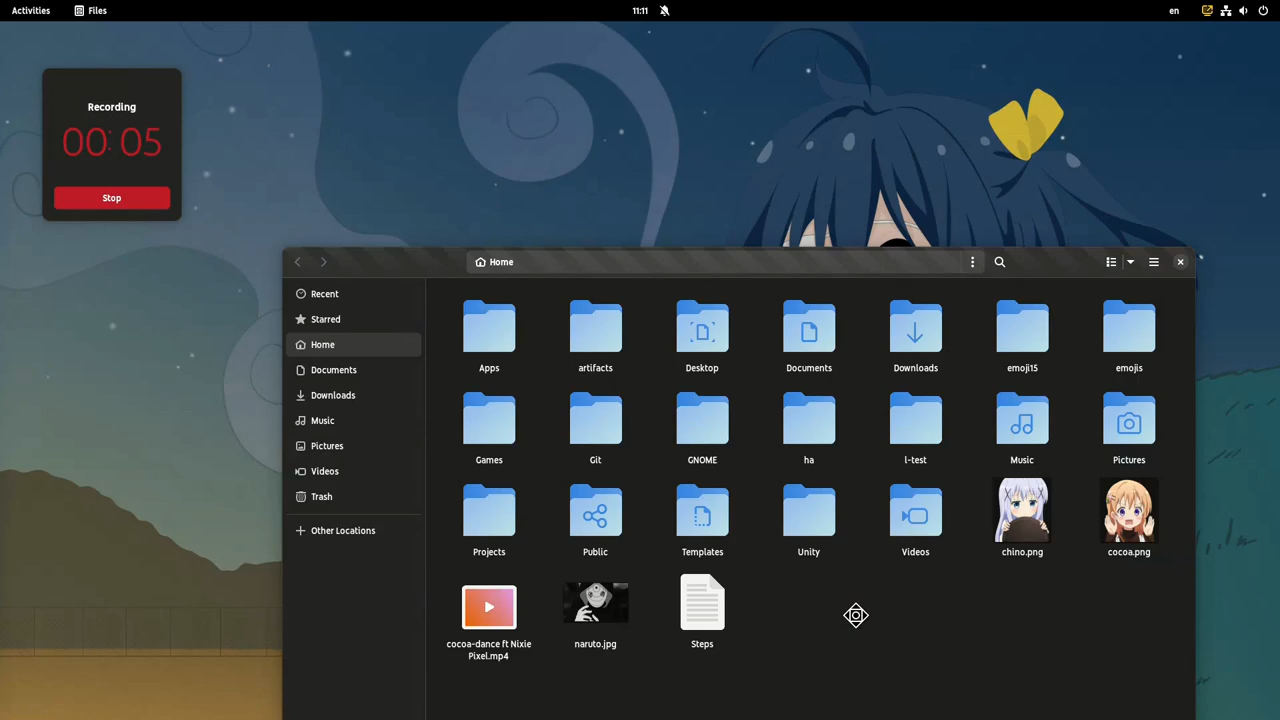 Activities
Files
11:11
en
Recording
00:05
Stop
Home
Recent
Starred
Home
Documents
Downloads
Music
Pictures
Videos
Trash
Other Locations
Apps
artifacts
Desktop
Documents
Downloads
emoji15
emojis
Games
Git
GNOME
ha
l-test
Music
Pictures
Projects
Public
Templates
Unity
Videos
chino.png
cocoa.png
cocoa-dance ft Nixie
Pixel.mp4
naruto.jpg
Steps